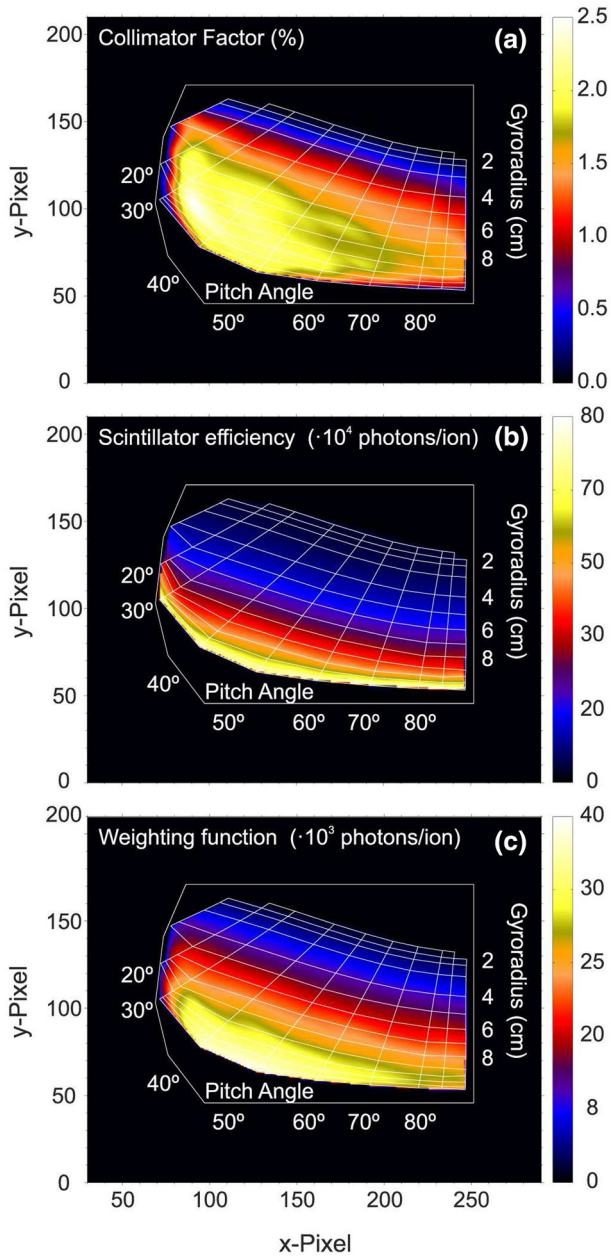 Collimator Factor (%) (a)
200
150
100
50
0
y-Pixel
20º
30º
40º
Pitch Angle
50º 60º 70º 80º
2
4
6
8
Gyroradius (cm)
2.5
2.0
1.5
1.0
0.5
0.0
Scintillator efficiency (·10⁴ photons/ion) (b)
200
150
100
50
0
y-Pixel
20º
30º
40º
Pitch Angle
50º 60º 70º 80º
2
4
6
8
Gyroradius (cm)
80
70
50
40
20
0
Weighting function (·10³ photons/ion) (c)
200
150
100
50
0
y-Pixel
20º
30º
40º
Pitch Angle
50º 60º 70º 80º
2
4
6
8
Gyroradius (cm)
40
30
20
20
8
0
50 100 150 200 250
x-Pixel